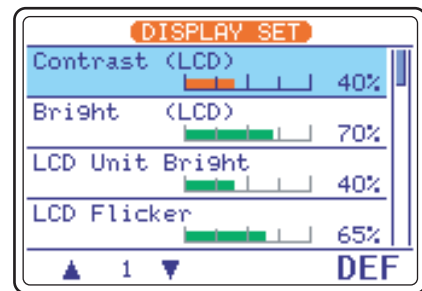 DISPLAY SET
Contrast (LCD)
40%
Bright (LCD)
70%
LCD Unit Bright
40%
LCD Flicker
65%
▲ 1 ▼ DEF